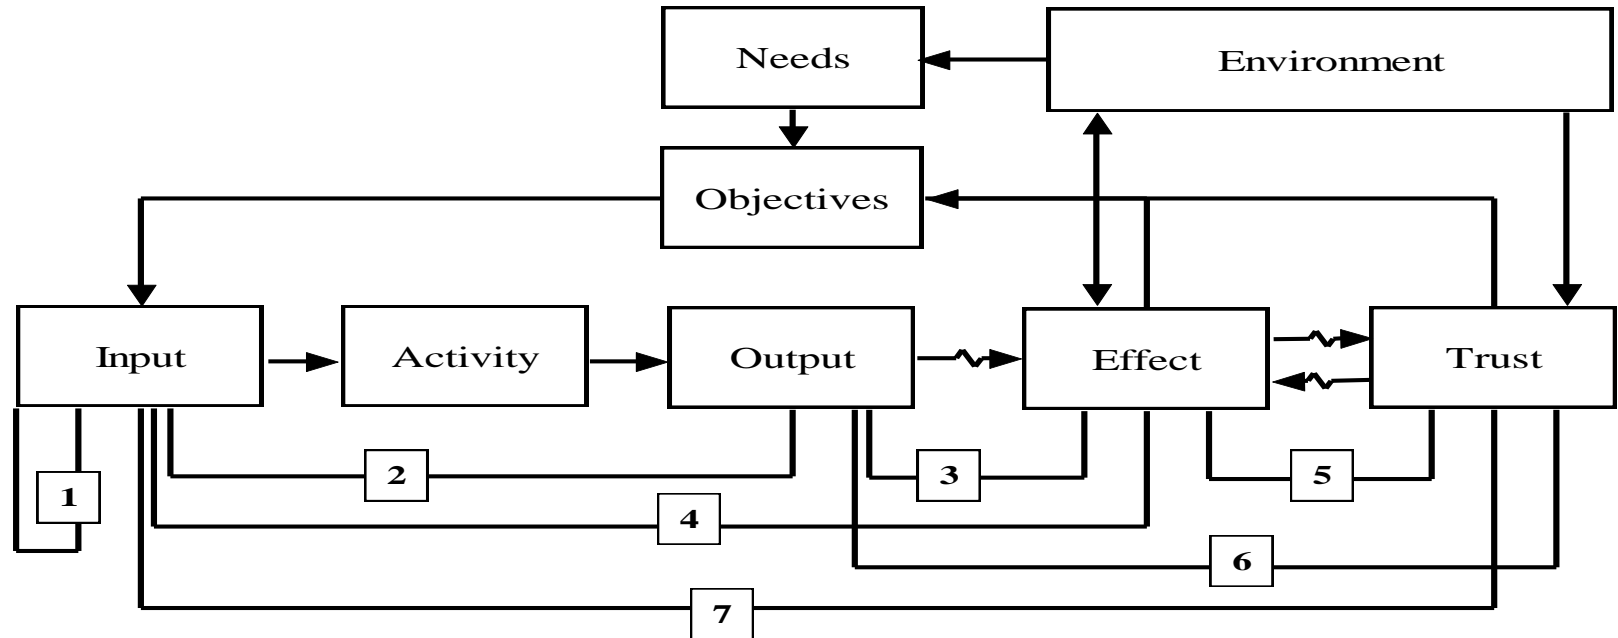 Needs
Environment
Objectives
Input
Activity
Output
Effect
Trust
1
2
3
4
5
6
7